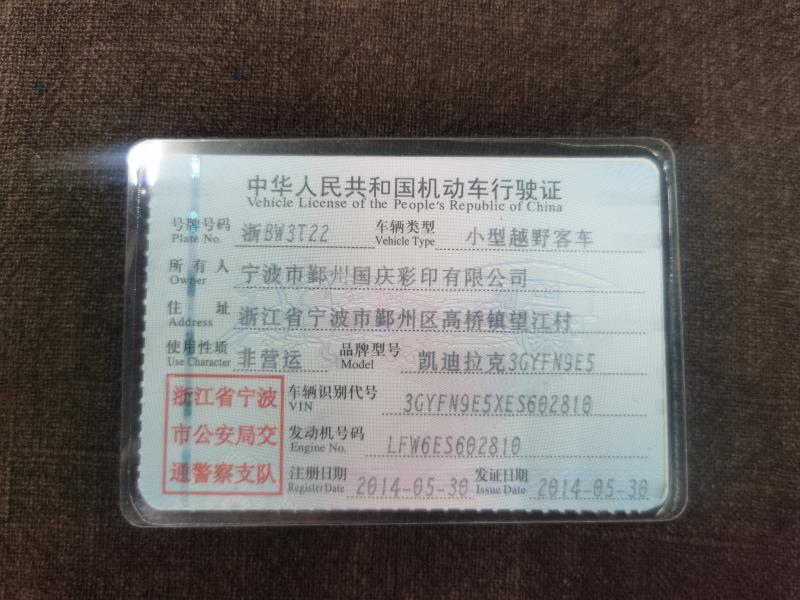 中华人民共和国机动车行驶证
Vehicle License of the People's Republic of China
号牌号码 浙BW3T22 车辆类型 小型越野客车
Plate No. Vehicle Type
所有人 宁波市鄞州国庆彩印有限公司
Owner
住址 浙江省宁波市鄞州区高桥镇望江村
Address
使用性质 非营运 品牌型号 凯迪拉克3GYFN9E5
Use Character Model
浙江省宁波 车辆识别代号 3GYFN9E5XES602810
VIN
市公安局交 发动机号码 LFW6ES602810
Engine No.
通警察支队 注册日期 2014-05-30 发证日期 2014-05-30
Register Date Issue Date